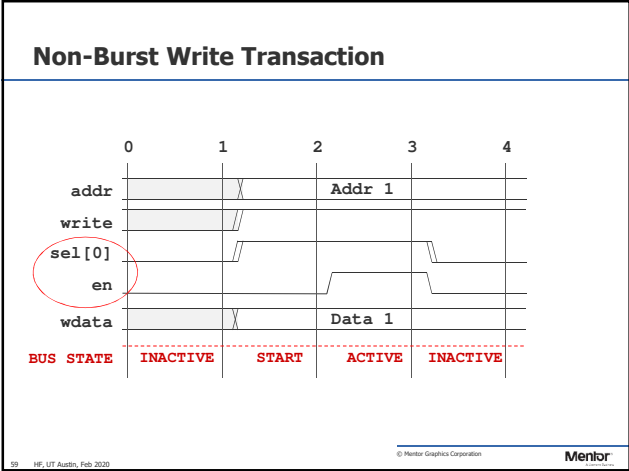 Non-Burst Write Transaction
0 1 2 3 4
addr Addr 1
write
sel[0]
en
wdata Data 1
BUS STATE INACTIVE START ACTIVE INACTIVE
© Mentor Graphics Corporation
Mentor
59 HF, UT Austin, Feb 2020